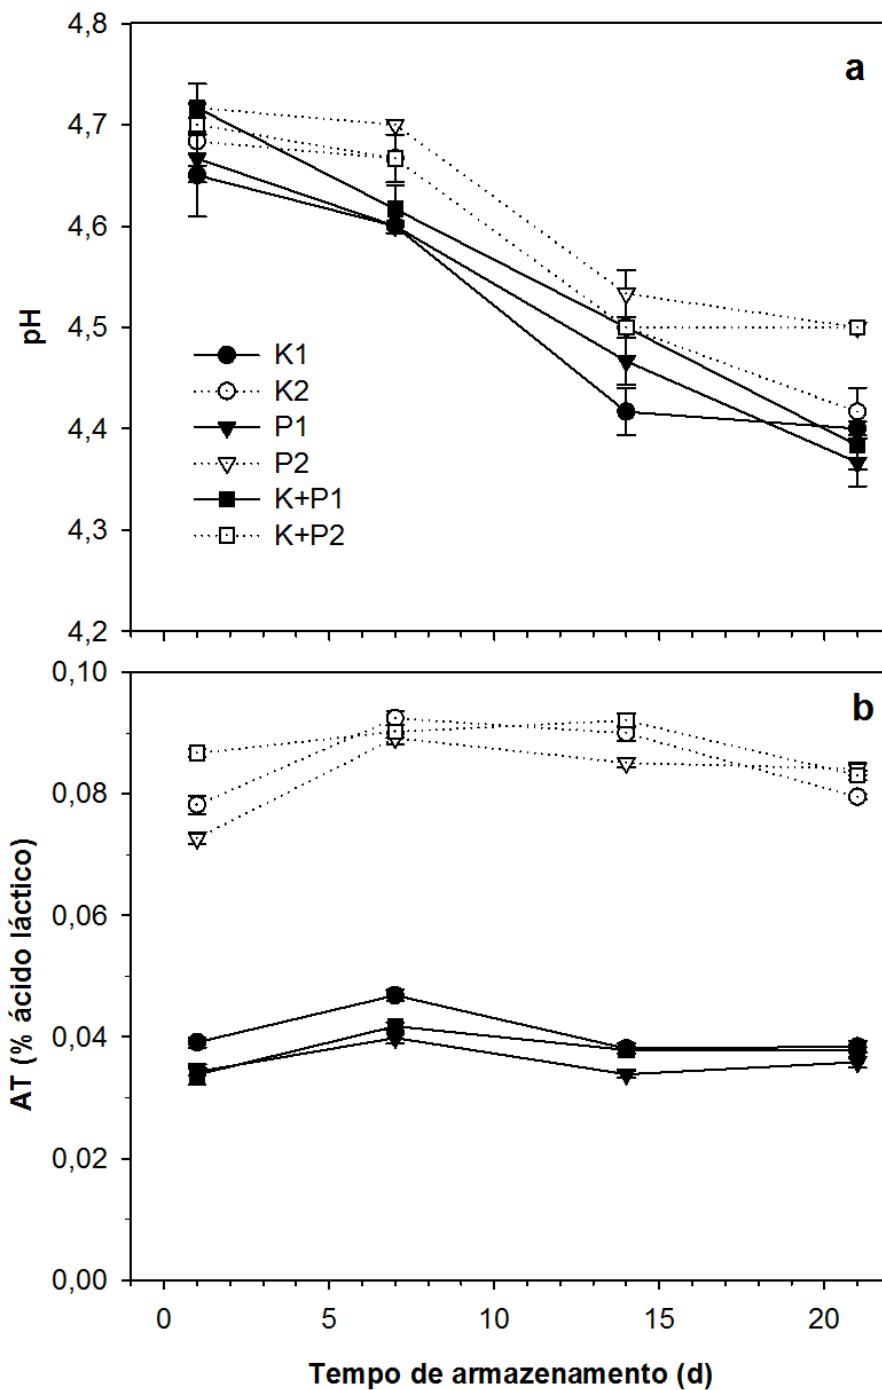 a
4,8
4,7
4,6
4,5
4,4
4,3
4,2
pH
K1
K2
P1
P2
K+P1
K+P2
b
0,10
0,08
0,06
0,04
0,02
0,00
AT (% ácido láctico)
0 5 10 15 20
Tempo de armazenamento (d)